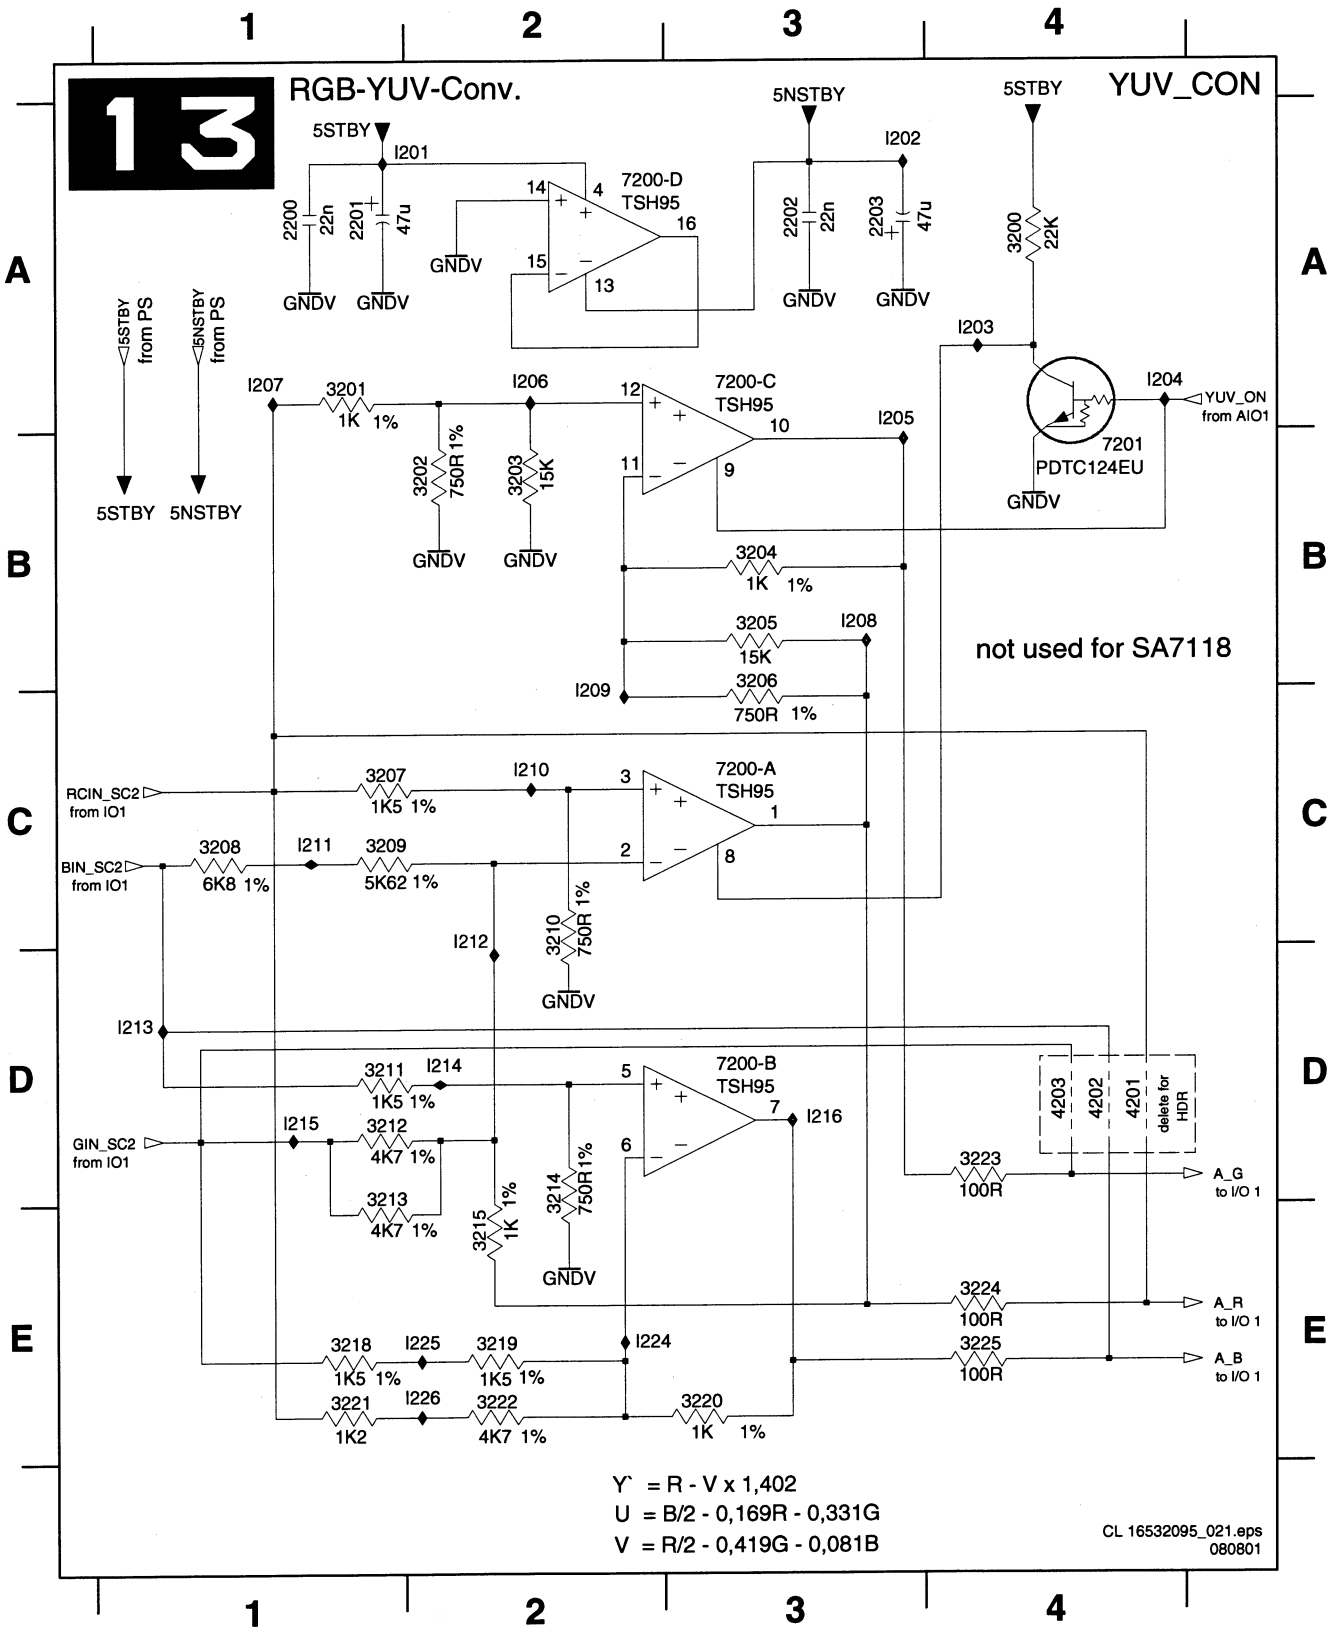 1 2 3 4
13 RGB-YUV-Conv. YUV_CON
5STBY
I201
2200
22n
2201
47u
+
GNDV
GNDV
14
15
4
13
16
7200-D
TSH95
GNDV
5NSTBY
I202
2202
22n
2203
47u
+
GNDV
GNDV
5STBY
3200
22K
A
A
5STBY
from PS
5NSTBY
from PS
5STBY
5NSTBY
I203
I204
YUV_ON
from AIO1
7201
PDTC124EU
GNDV
I207
3201
1K 1%
I206
3202
750R 1%
3203
15K
GNDV
GNDV
12
11
7200-C
TSH95
10
9
I205
B
B
3204
1K 1%
3205
15K
I208
3206
750R 1%
I209
not used for SA7118
RCIN_SC2
from IO1
3207
1K5 1%
I210
3
2
7200-A
TSH95
1
8
C
C
BIN_SC2
from IO1
3208
6K8 1%
I211
3209
5K62 1%
3210
750R 1%
GNDV
I212
I213
D
D
3211
1K5 1%
I214
5
6
7200-B
TSH95
7
I216
4203
4202
4201
delete for
HDR
GIN_SC2
from IO1
I215
3212
4K7 1%
3213
4K7 1%
3215
1K 1%
3214
750R 1%
GNDV
3223
100R
A_G
to I/O 1
3224
100R
A_R
to I/O 1
E
E
3218
1K5 1%
I225
3219
1K5 1%
I224
3225
100R
A_B
to I/O 1
3221
1K2
I226
3222
4K7 1%
3220
1K 1%
Y` = R - V x 1,402
U = B/2 - 0,169R - 0,331G
V = R/2 - 0,419G - 0,081B
CL 16532095_021.eps
080801
1 2 3 4